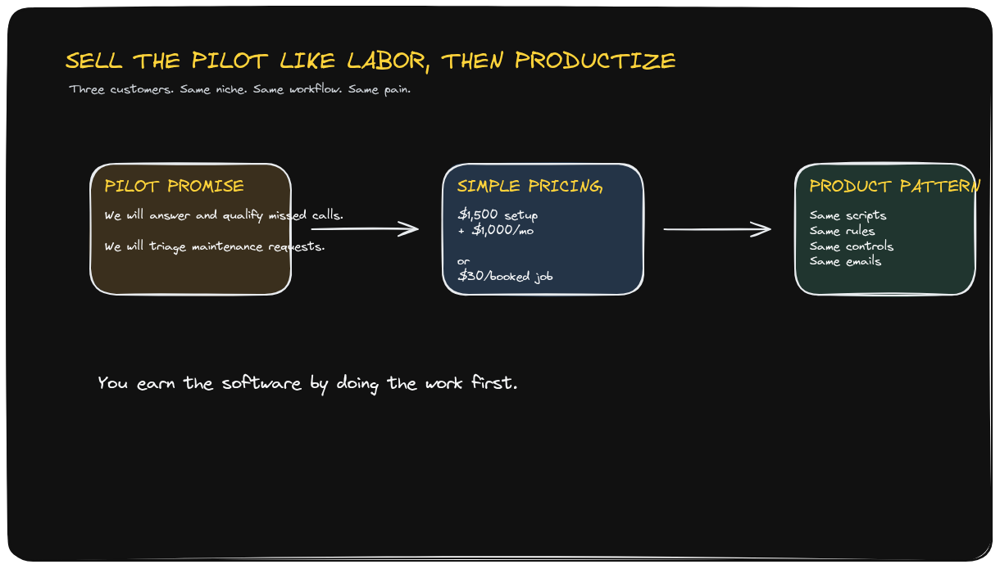 SELL THE PILOT LIKE LABOR, THEN PRODUCTIZE
Three customers. Same niche. Same workflow. Same pain.
PILOT PROMISE
We will answer and qualify missed calls.
We will triage maintenance requests.
SIMPLE PRICING
$1,500 setup
+ $1,000/mo
or
$30/booked job
PRODUCT PATTERN
Same scripts
Same rules
Same controls
Same emails
You earn the software by doing the work first.